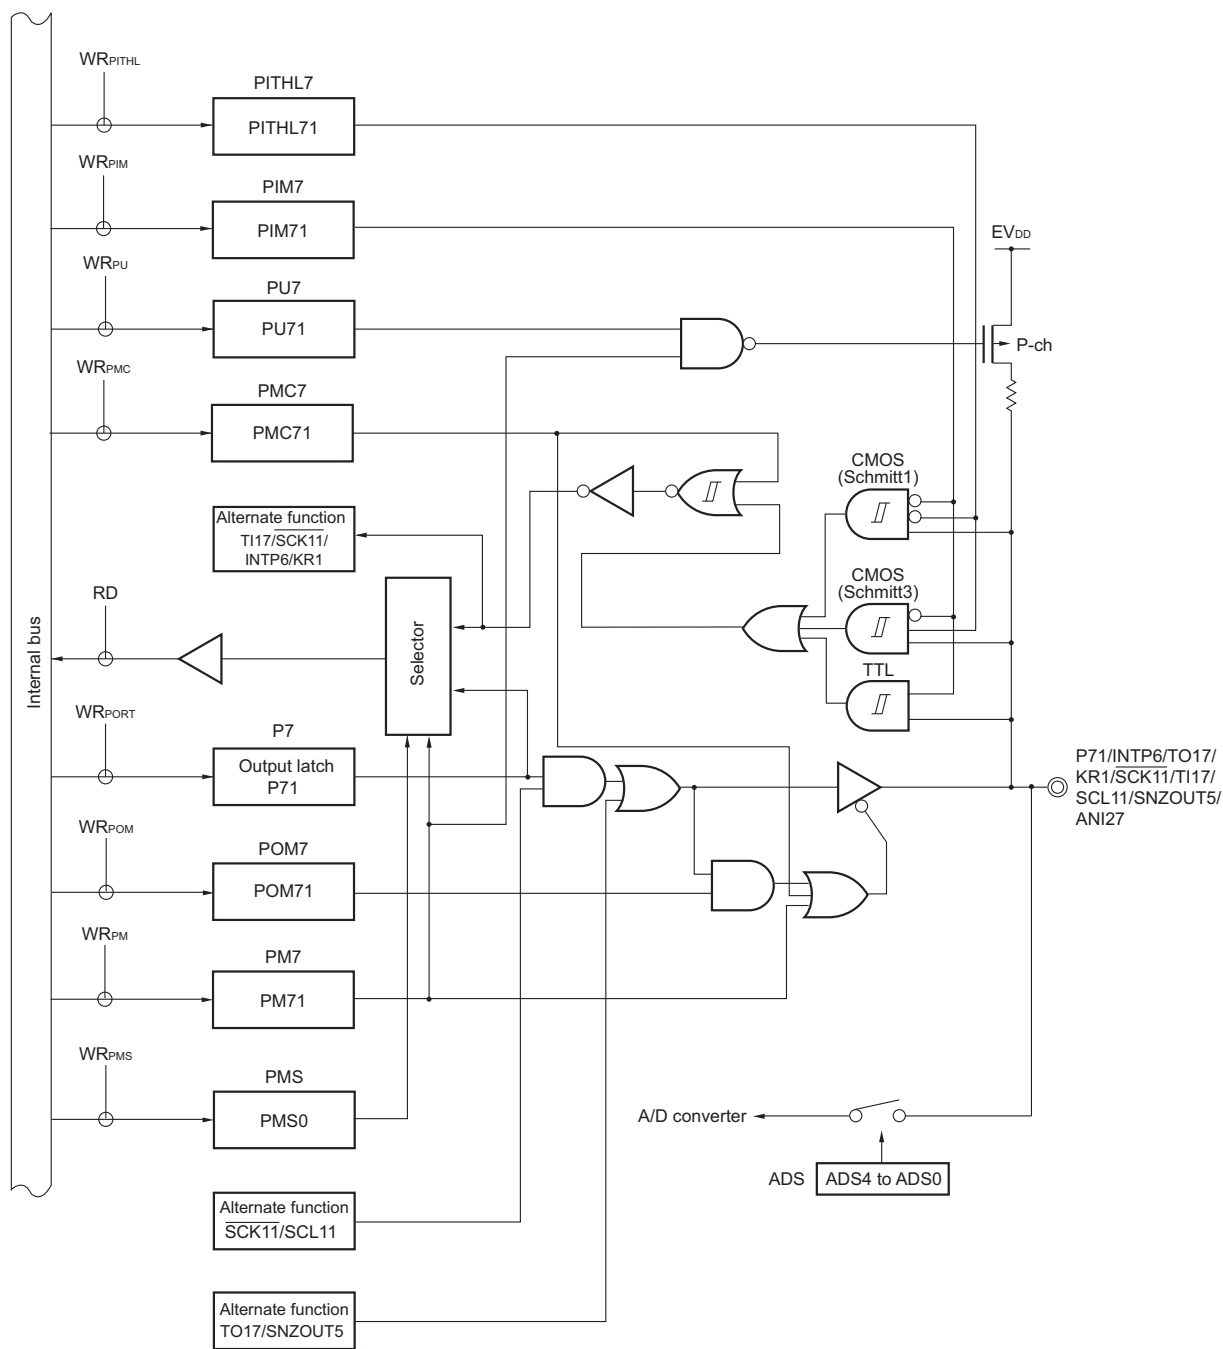 WRPITHL
PITHL7
PITHL71
WRPIM
PIM7
PIM71
EVDD
WRPU
PU7
PU71
P-ch
WRPMC
PMC7
PMC71
CMOS
(Schmitt1)
Alternate function
TI17/SCK11/
INTP6/KR1
CMOS
(Schmitt3)
RD
Selector
Internal bus
TTL
WRPORT
P7
Output latch
P71
P71/INTP6/TO17/
KR1/SCK11/TI17/
SCL11/SNZOUT5/
ANI27
WRPOM
POM7
POM71
WRPM
PM7
PM71
WRPMS
PMS
PMS0
A/D converter
ADS
ADS4 to ADS0
Alternate function
SCK11/SCL11
Alternate function
TO17/SNZOUT5